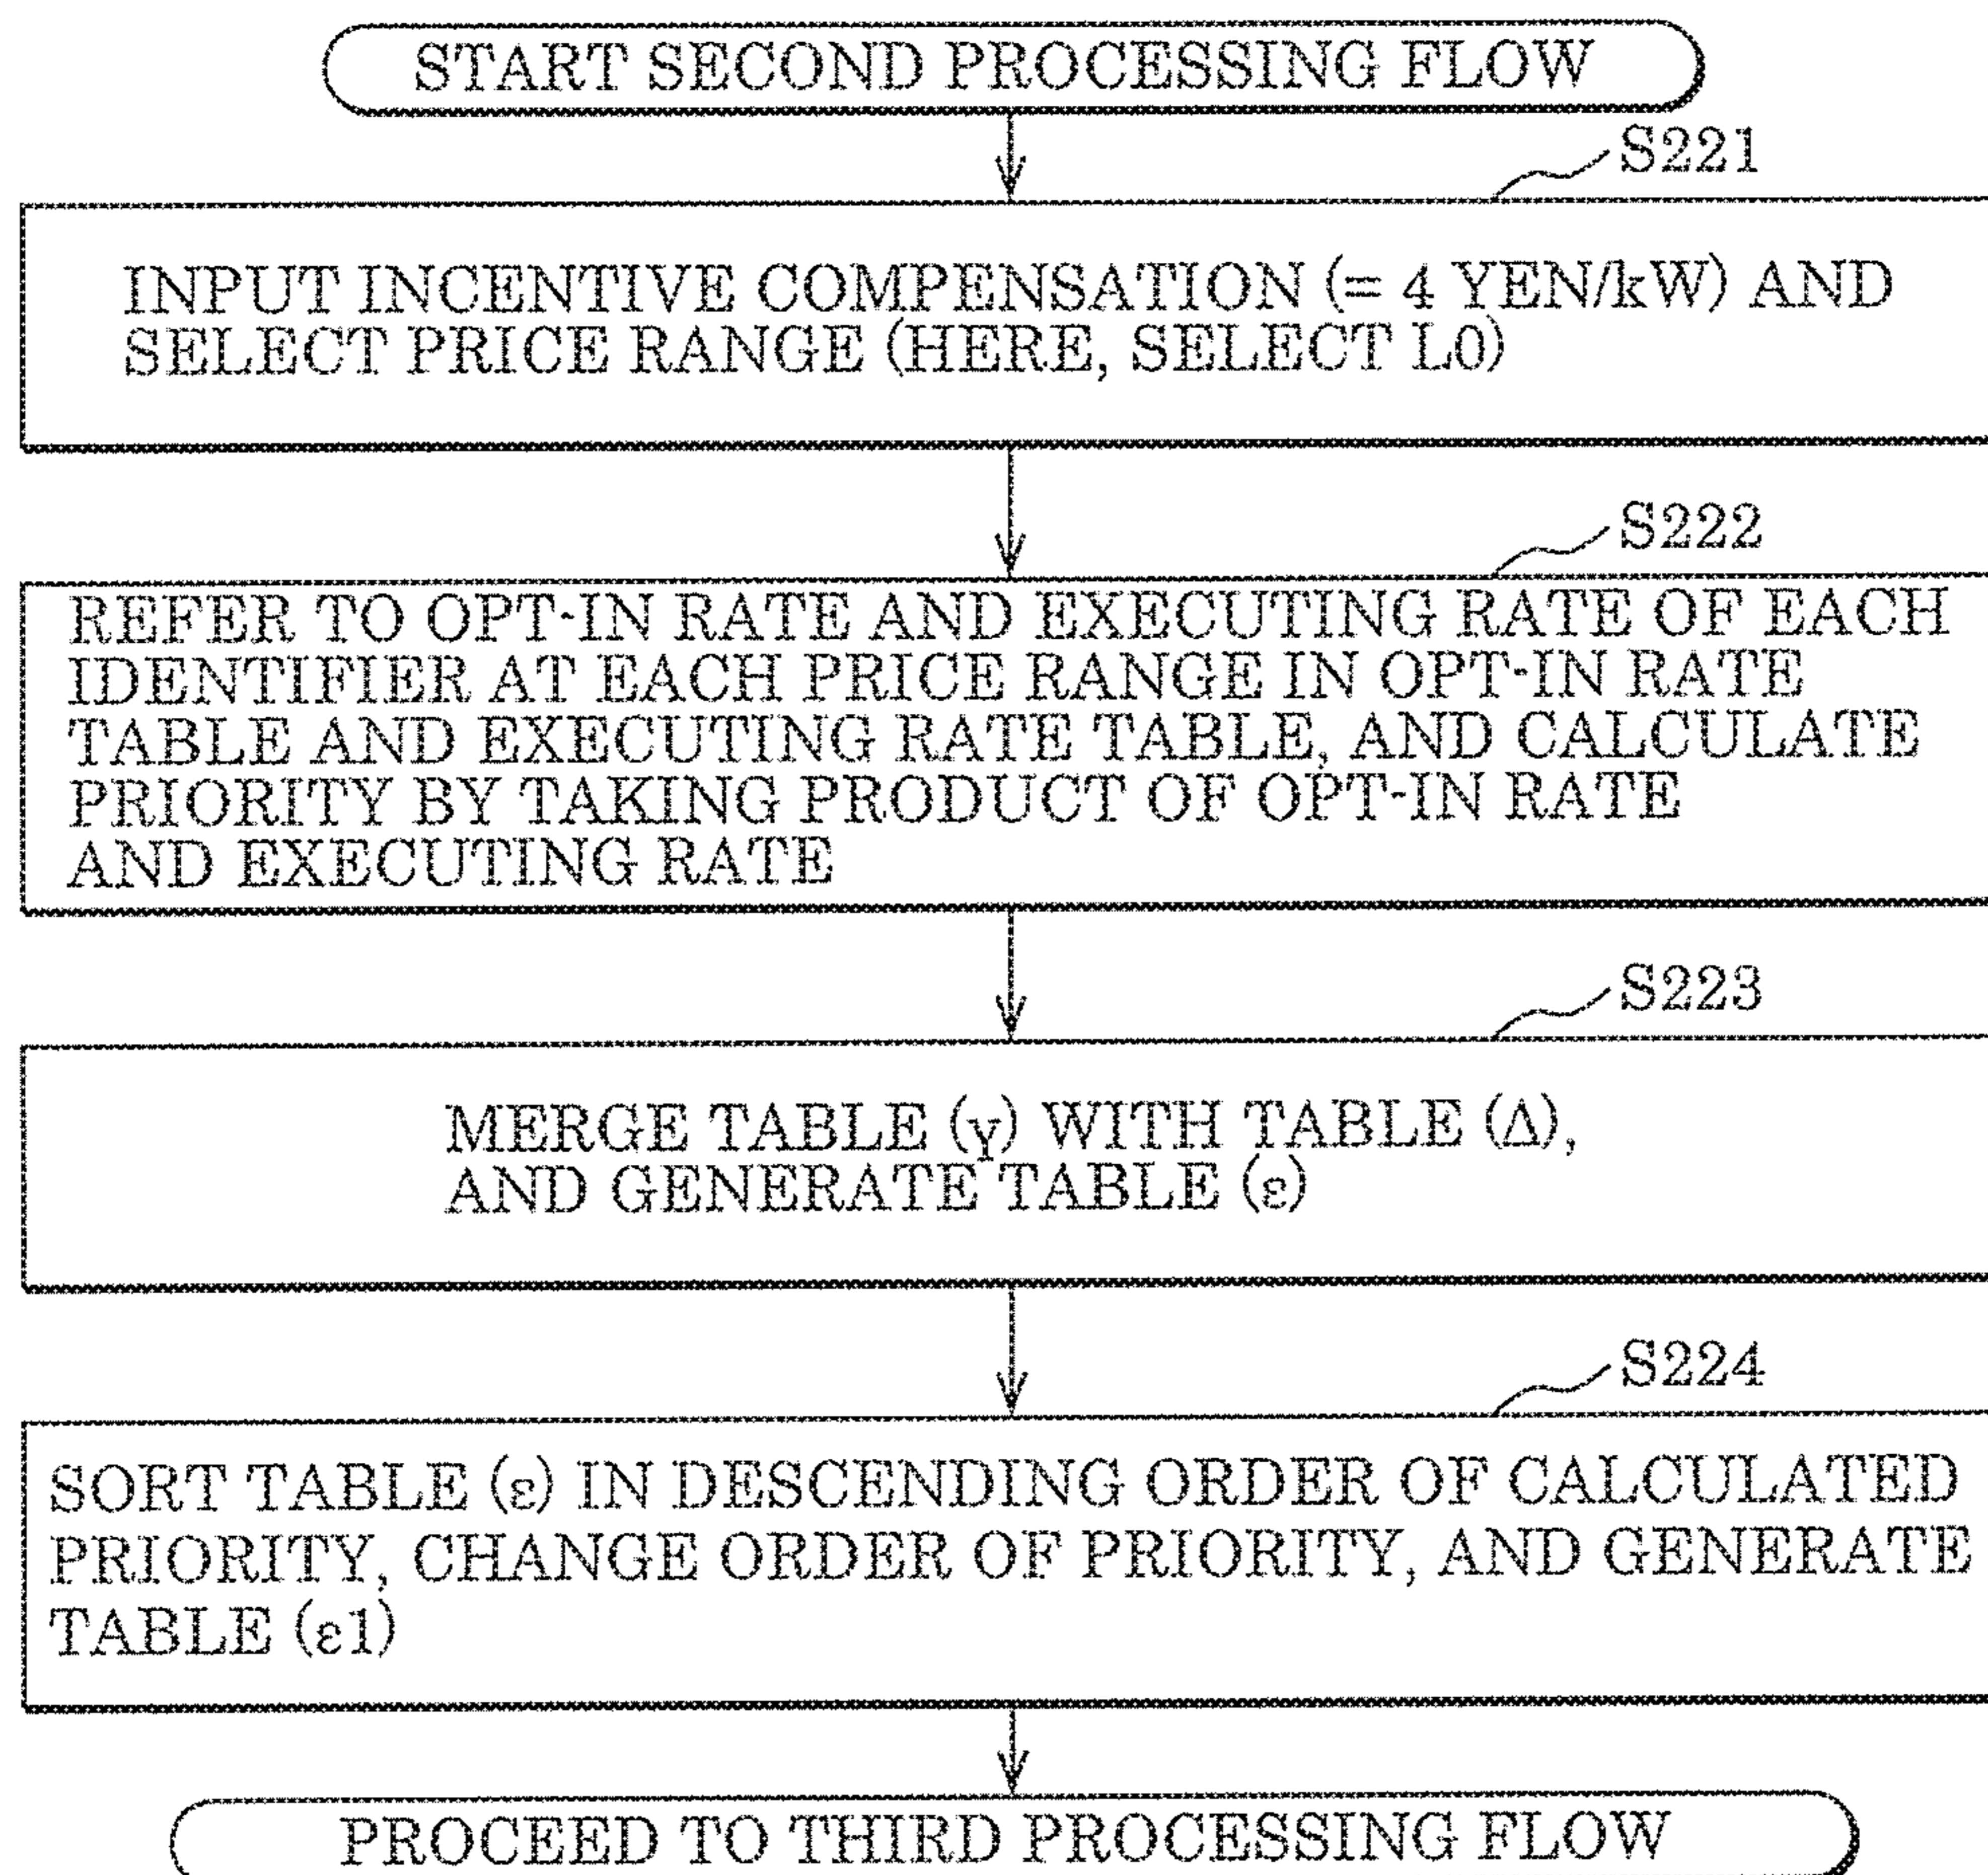 START SECOND PROCESSING FLOW
S221
INPUT INCENTIVE COMPENSATION (= 4 YEN/kW) AND
SELECT PRICE RANGE (HERE, SELECT L0)
S222
REFER TO OPT-IN RATE AND EXECUTING RATE OF EACH
IDENTIFIER AT EACH PRICE RANGE IN OPT-IN RATE
TABLE AND EXECUTING RATE TABLE, AND CALCULATE
PRIORITY BY TAKING PRODUCT OF OPT-IN RATE
AND EXECUTING RATE
S223
MERGE TABLE (γ) WITH TABLE (Δ),
AND GENERATE TABLE (ε)
S224
SORT TABLE (ε) IN DESCENDING ORDER OF CALCULATED
PRIORITY, CHANGE ORDER OF PRIORITY, AND GENERATE
TABLE (ε1)
PROCEED TO THIRD PROCESSING FLOW